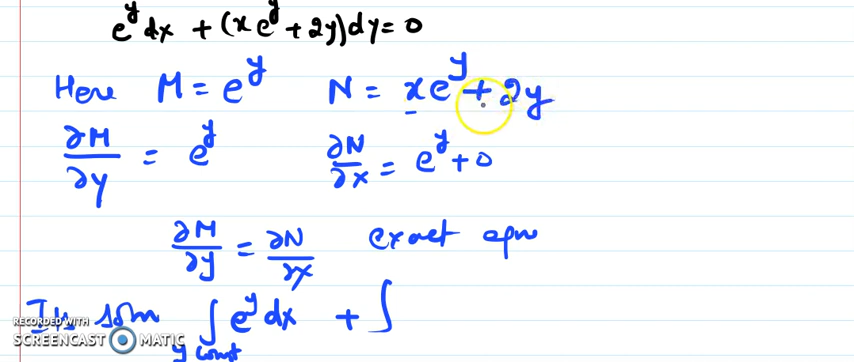 e^y dx + (xe^y + 2y) dy = 0
Here M = e^y N = xe^y + 2y
∂M/∂y = e^y ∂N/∂x = e^y + 0
∂M/∂y = ∂N/∂x exact eqn
Its soln ∫ e^y dx + ∫
y const
RECORDED WITH
SCREENCAST MATIC